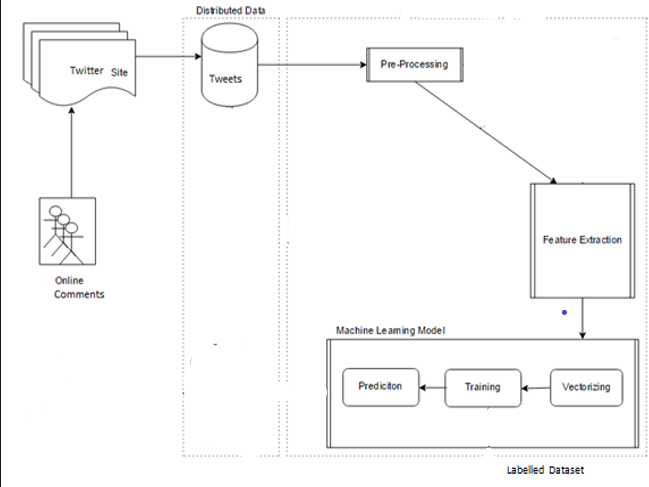 Distributed Data
Twitter Site
Tweets
Pre-Processing
Feature Extraction
Online
Comments
Machine Learning Model
Prediciton
Training
Vectorizing
Labelled Dataset